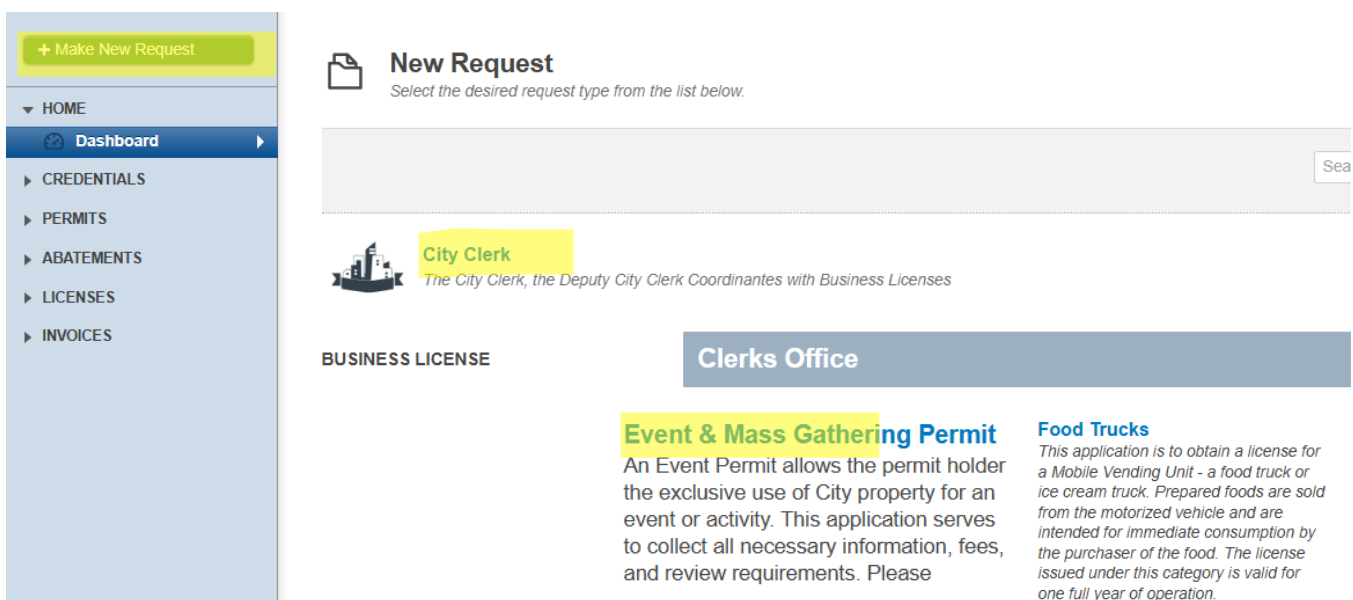 + Make New Request
HOME
Dashboard
CREDENTIALS
PERMITS
ABATEMENTS
LICENSES
INVOICES
New Request
Select the desired request type from the list below.
Sea
City Clerk
The City Clerk, the Deputy City Clerk Coordinantes with Business Licenses
BUSINESS LICENSE
Clerks Office
Event & Mass Gathering Permit
An Event Permit allows the permit holder
the exclusive use of City property for an
event or activity. This application serves
to collect all necessary information, fees,
and review requirements. Please
Food Trucks
This application is to obtain a license for
a Mobile Vending Unit - a food truck or
ice cream truck. Prepared foods are sold
from the motorized vehicle and are
intended for immediate consumption by
the purchaser of the food. The license
issued under this category is valid for
one full year of operation.